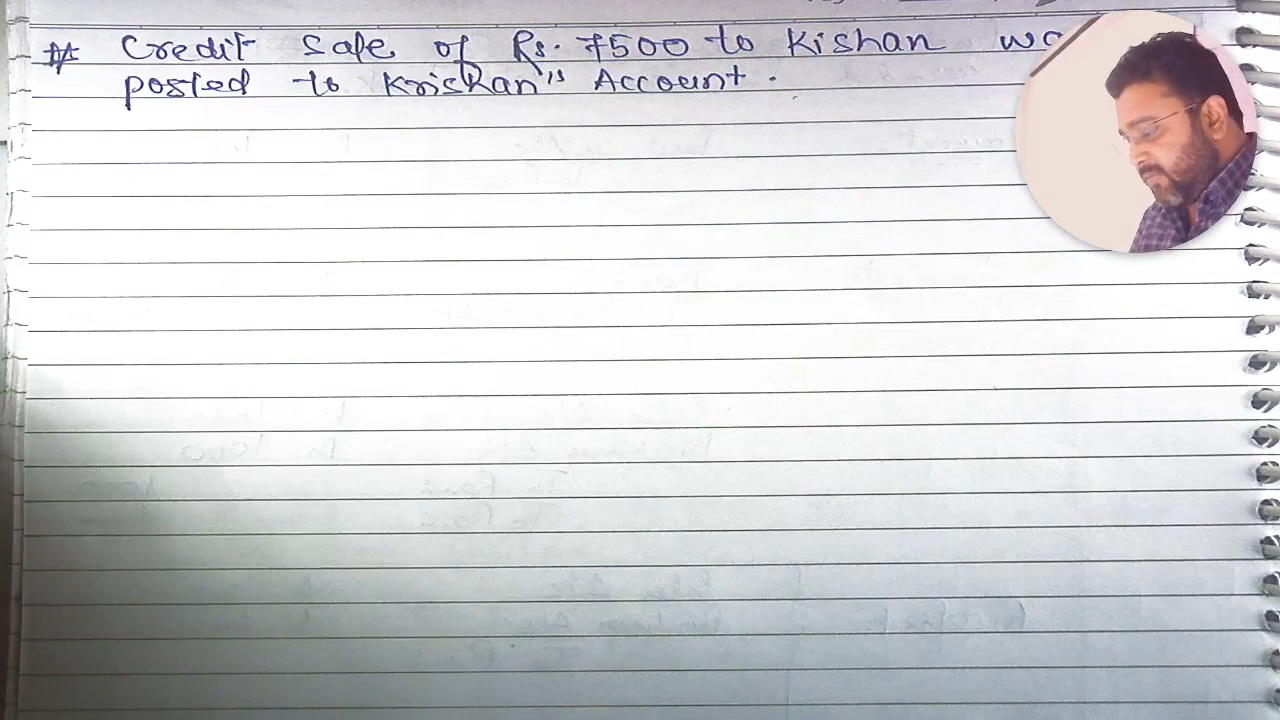 # Credit Sale of Rs. 7500 to Kishan
posted to Krishan's Account.